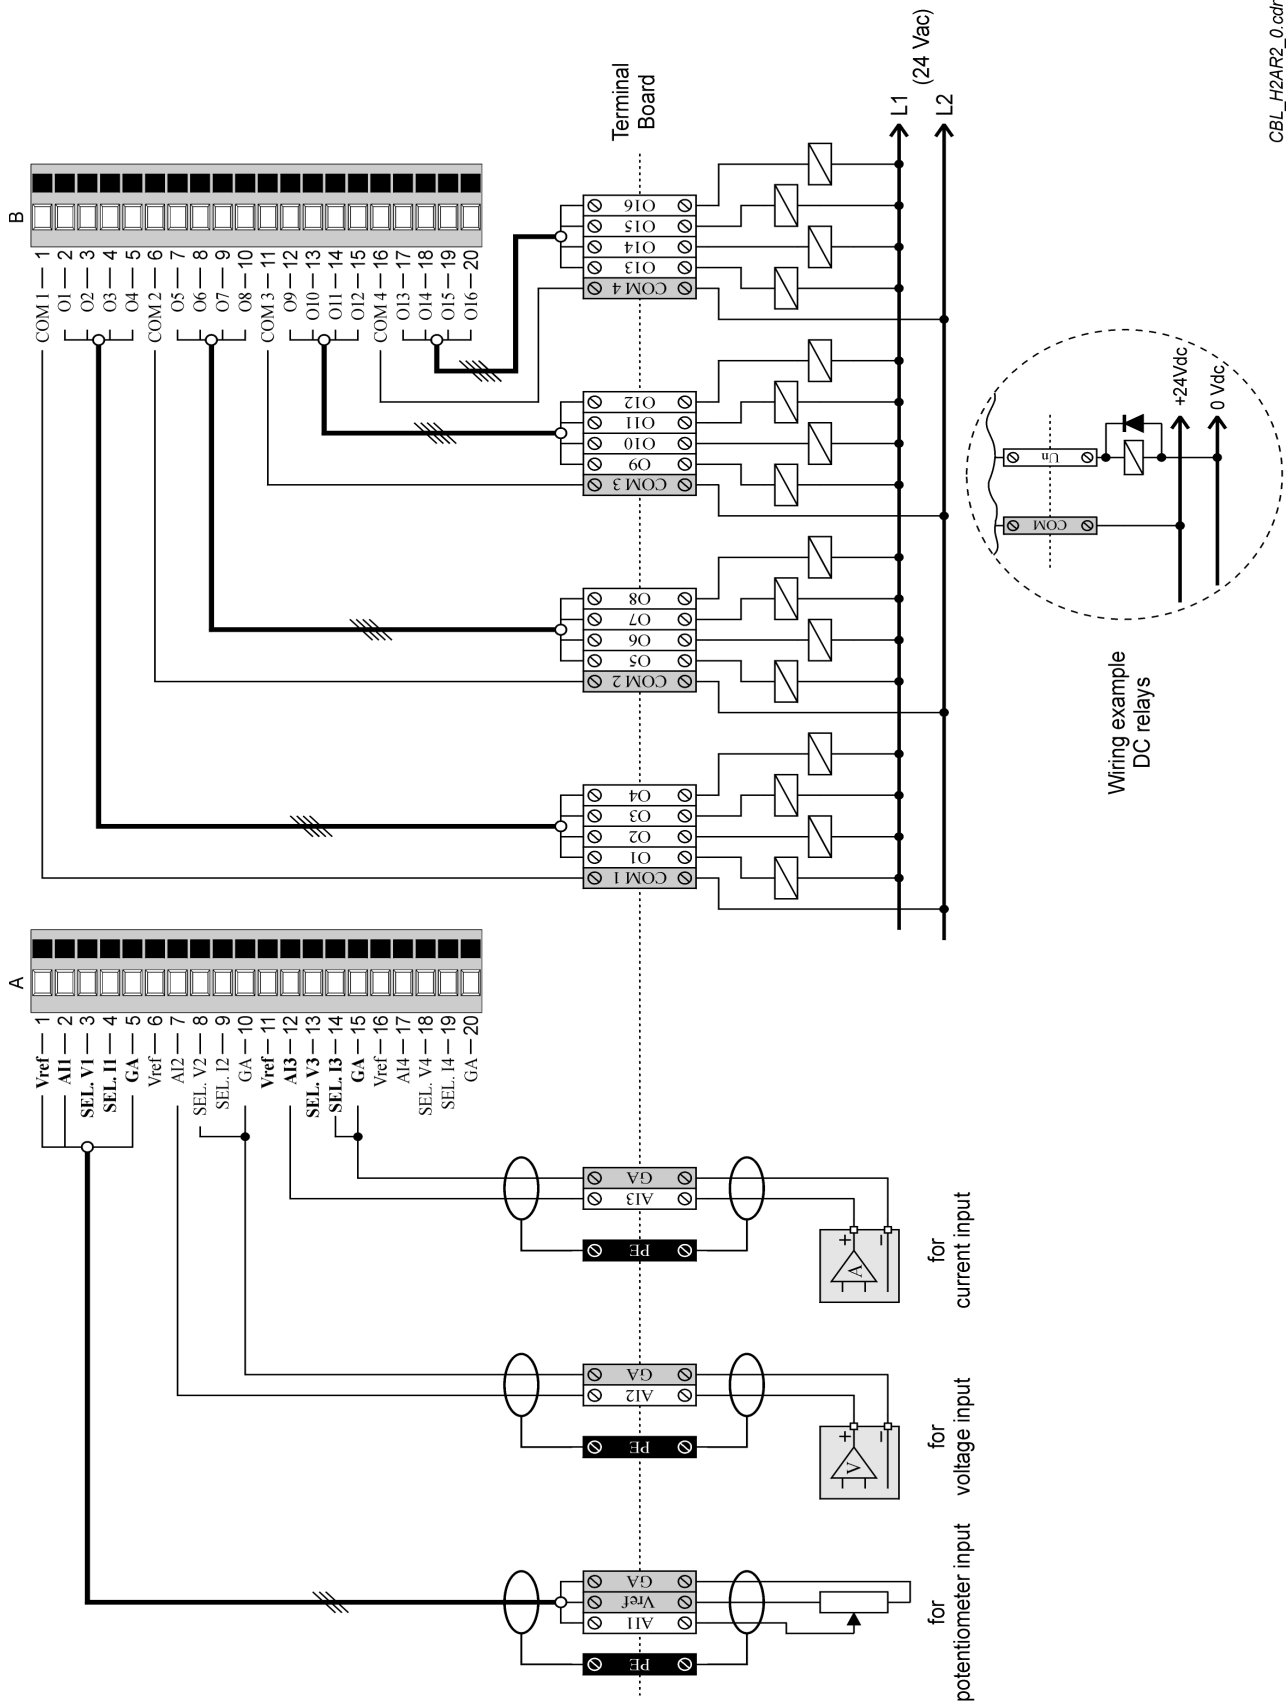 CBL_H2AR2_0.cdr
B
COM 1 1
O1 2
O2 3
O3 4
O4 5
COM 2 6
O5 7
O6 8
O7 9
O8 10
COM 3 11
O9 12
O10 13
O11 14
O12 15
COM 4 16
O13 17
O14 18
O15 19
O16 20
Terminal
Board
COM 4 O13 O14 O15 O16
COM 3 O9 O10 O11 O12
COM 2 O5 O6 O7 O8
COM 1 O1 O2 O3 O4
L1
(24 Vac)
L2
COM
Un
+24Vdc
0 Vdc
Wiring example
DC relays
A
Vref 1
AI1 2
SEL. V1 3
SEL. I1 4
GA 5
Vref 6
AI2 7
SEL. V2 8
SEL. I2 9
GA 10
Vref 11
AI3 12
SEL. V3 13
SEL. I3 14
GA 15
Vref 16
AI4 17
SEL. V4 18
SEL. I4 19
GA 20
PE AI3 GA
A
+
–
for
current input
PE AI2 GA
V
+
–
for
voltage input
PE AI1 Vref GA
for
potentiometer input